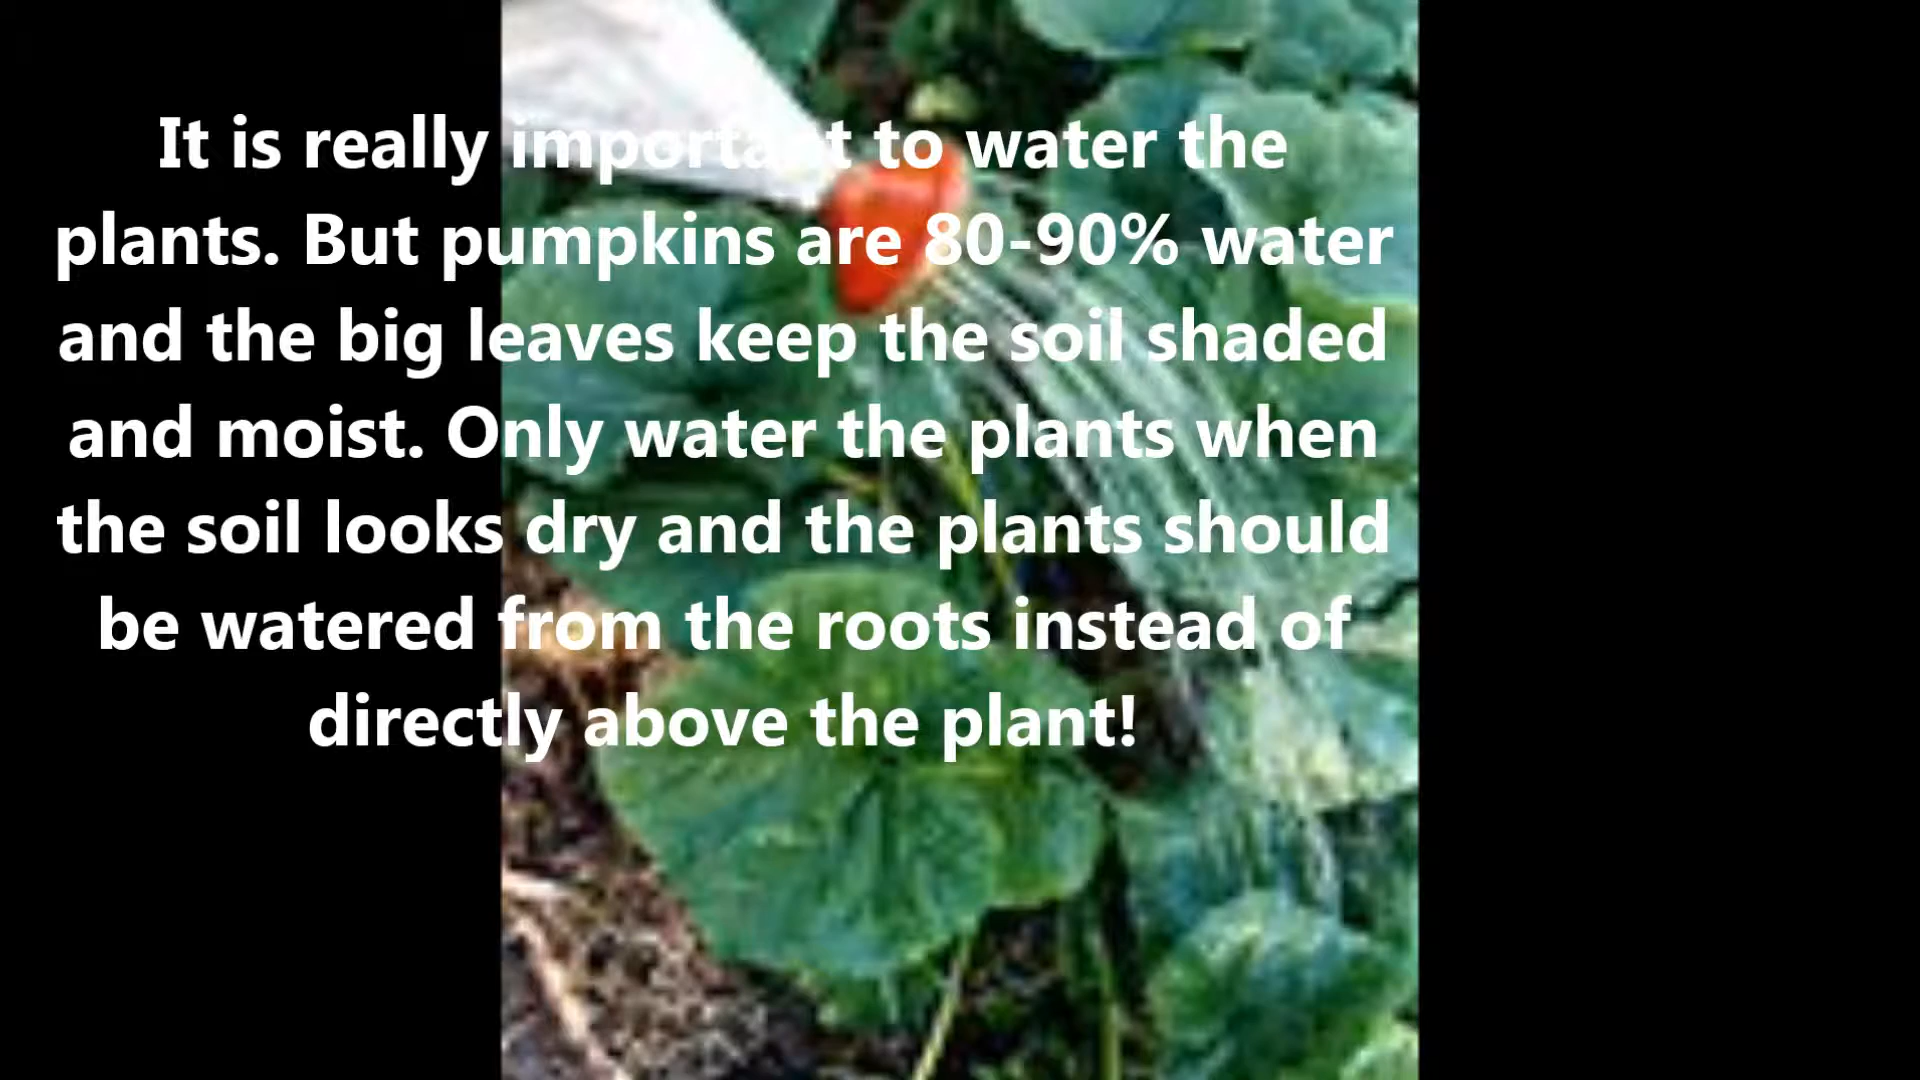 It is really important to water the
plants. But pumpkins are 80-90% water
and the big leaves keep the soil shaded
and moist. Only water the plants when
the soil looks dry and the plants should
be watered from the roots instead of
directly above the plant!